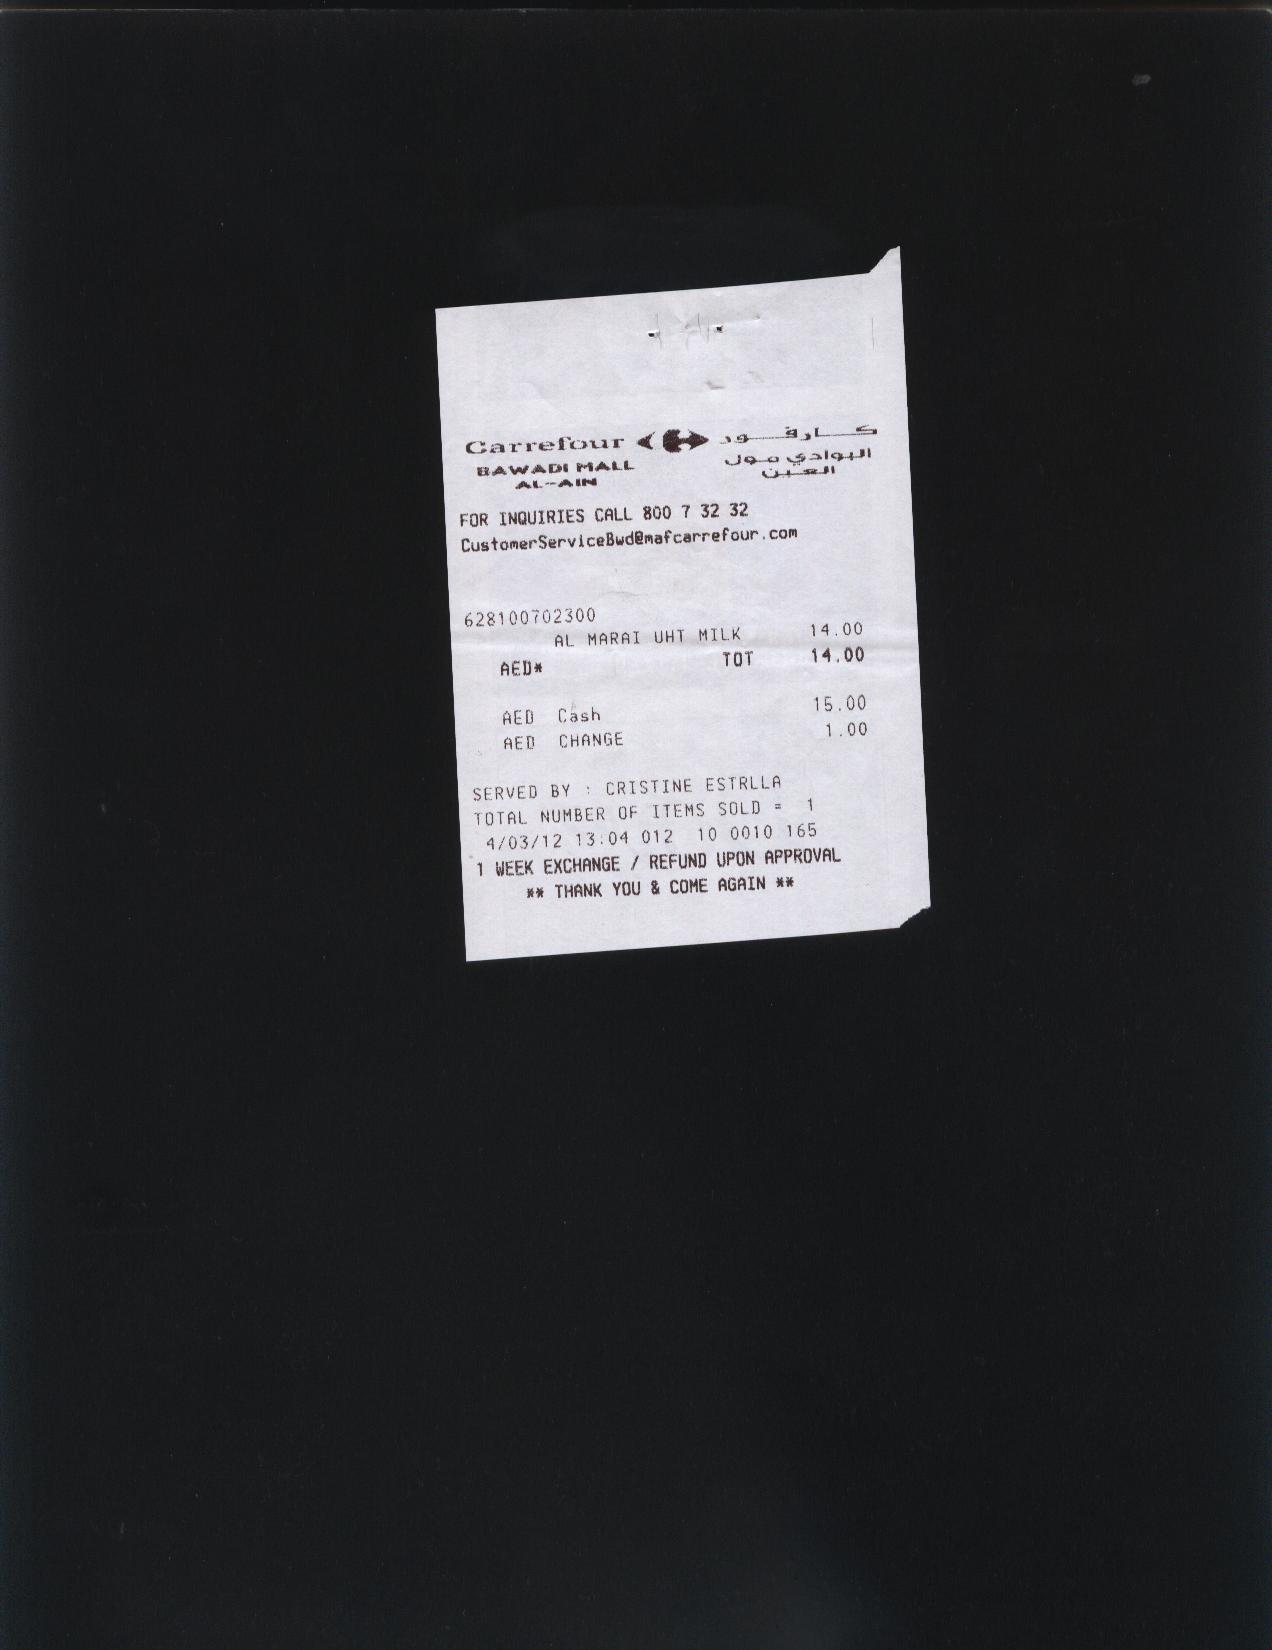 Carrefour كارفور
BAWADI MALL البوادي مول
AL-AIN العين
FOR INQUIRIES CALL 800 7 32 32
CustomerServiceBwd@mafcarrefour.com
628100702300
AL MARAI UHT MILK 14.00
AED* TOT 14.00
AED Cash 15.00
AED CHANGE 1.00
SERVED BY : CRISTINE ESTRLLA
TOTAL NUMBER OF ITEMS SOLD = 1
4/03/12 13:04 012 10 0010 165
1 WEEK EXCHANGE / REFUND UPON APPROVAL
** THANK YOU & COME AGAIN **